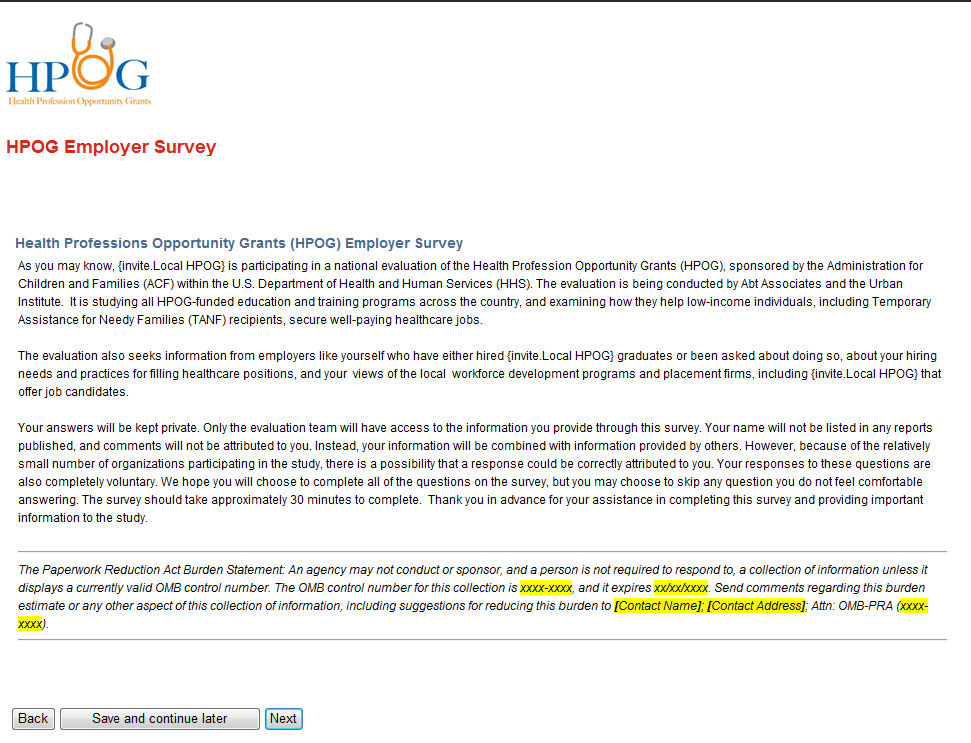 HPOG
Health Profession Opportunity Grants
HPOG Employer Survey
Health Professions Opportunity Grants (HPOG) Employer Survey
As you may know, {invite.Local HPOG} is participating in a national evaluation of the Health Profession Opportunity Grants (HPOG), sponsored by the Administration for
Children and Families (ACF) within the U.S. Department of Health and Human Services (HHS). The evaluation is being conducted by Abt Associates and the Urban
Institute.  It is studying all HPOG-funded education and training programs across the country, and examining how they help low-income individuals, including Temporary
Assistance for Needy Families (TANF) recipients, secure well-paying healthcare jobs.
The evaluation also seeks information from employers like yourself who have either hired {invite.Local HPOG} graduates or been asked about doing so, about your hiring
needs and practices for filling healthcare positions, and your  views of the local  workforce development programs and placement firms, including {invite.Local HPOG} that
offer job candidates.
Your answers will be kept private. Only the evaluation team will have access to the information you provide through this survey. Your name will not be listed in any reports
published, and comments will not be attributed to you. Instead, your information will be combined with information provided by others. However, because of the relatively
small number of organizations participating in the study, there is a possibility that a response could be correctly attributed to you. Your responses to these questions are
also completely voluntary. We hope you will choose to complete all of the questions on the survey, but you may choose to skip any question you do not feel comfortable
answering. The survey should take approximately 30 minutes to complete.  Thank you in advance for your assistance in completing this survey and providing important
information to the study.
The Paperwork Reduction Act Burden Statement: An agency may not conduct or sponsor, and a person is not required to respond to, a collection of information unless it
displays a currently valid OMB control number. The OMB control number for this collection is xxxx-xxxx, and it expires xx/xx/xxxx. Send comments regarding this burden
estimate or any other aspect of this collection of information, including suggestions for reducing this burden to [Contact Name]; [Contact Address]; Attn: OMB-PRA (xxxx-
xxxx).
Back Save and continue later Next